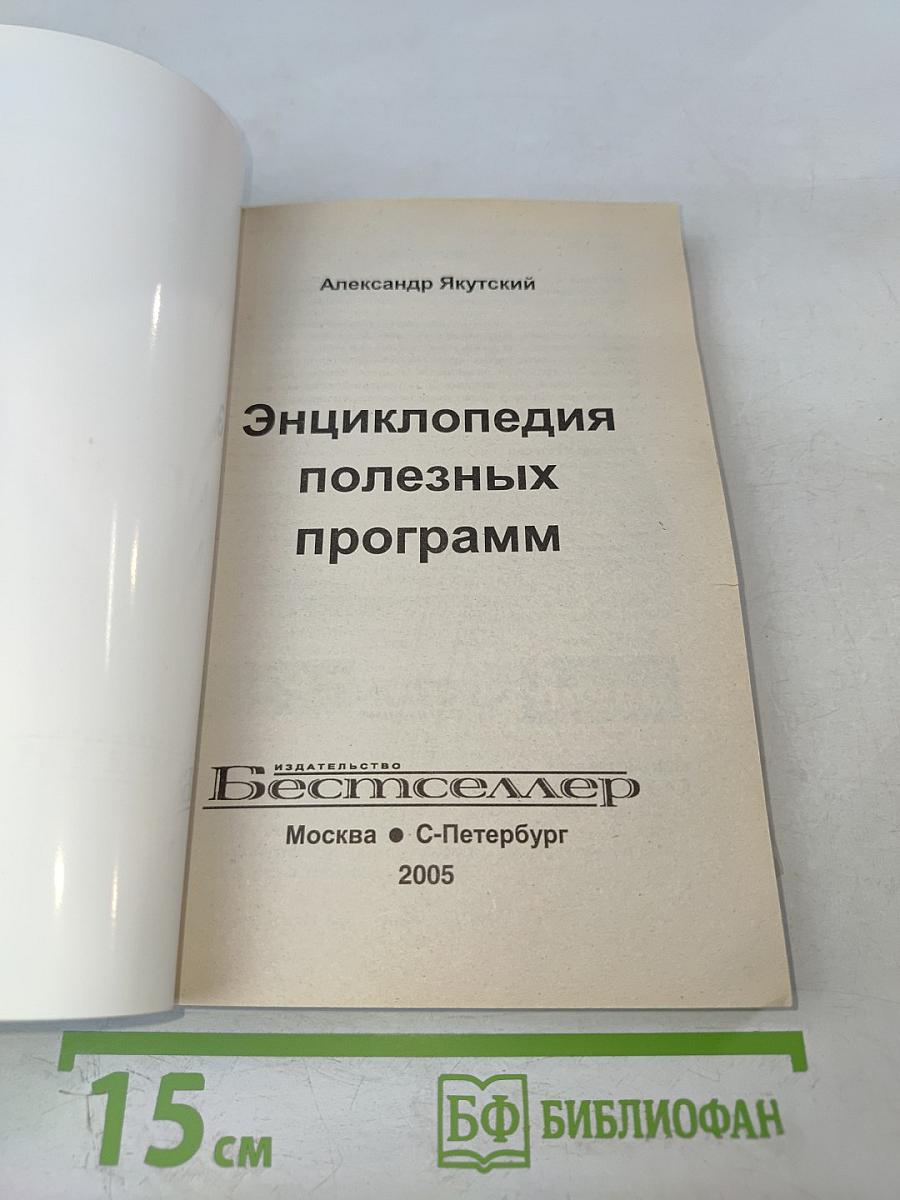 Александр Якутский
Энциклопедия
полезных
программ
ИЗДАТЕЛЬСТВО
Бестселлер
Москва ● С-Петербург
2005
15 см
БФ БИБЛИОФАН